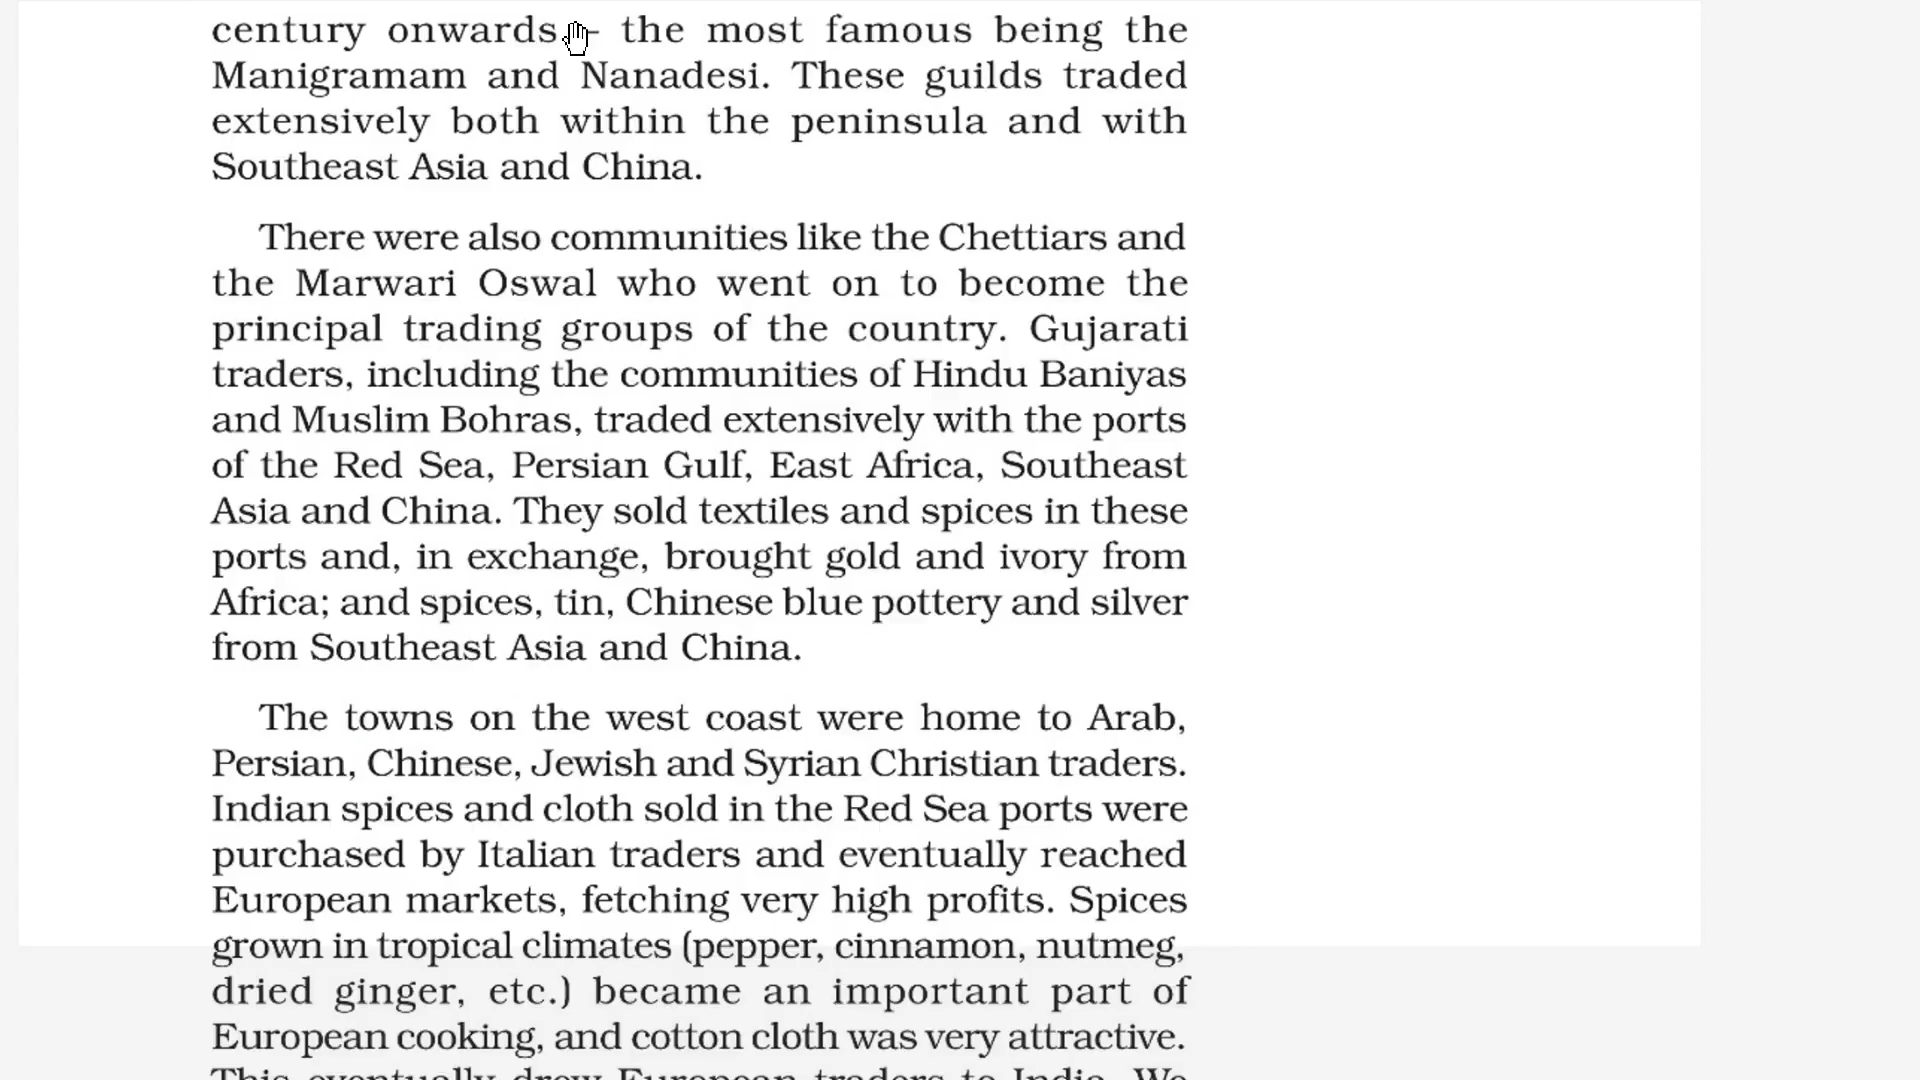 century onwards – the most famous being the
Manigramam and Nanadesi. These guilds traded
extensively both within the peninsula and with
Southeast Asia and China.
There were also communities like the Chettiars and
the Marwari Oswal who went on to become the
principal trading groups of the country. Gujarati
traders, including the communities of Hindu Baniyas
and Muslim Bohras, traded extensively with the ports
of the Red Sea, Persian Gulf, East Africa, Southeast
Asia and China. They sold textiles and spices in these
ports and, in exchange, brought gold and ivory from
Africa; and spices, tin, Chinese blue pottery and silver
from Southeast Asia and China.
The towns on the west coast were home to Arab,
Persian, Chinese, Jewish and Syrian Christian traders.
Indian spices and cloth sold in the Red Sea ports were
purchased by Italian traders and eventually reached
European markets, fetching very high profits. Spices
grown in tropical climates (pepper, cinnamon, nutmeg,
dried ginger, etc.) became an important part of
European cooking, and cotton cloth was very attractive.
This eventually drew European traders to India. We